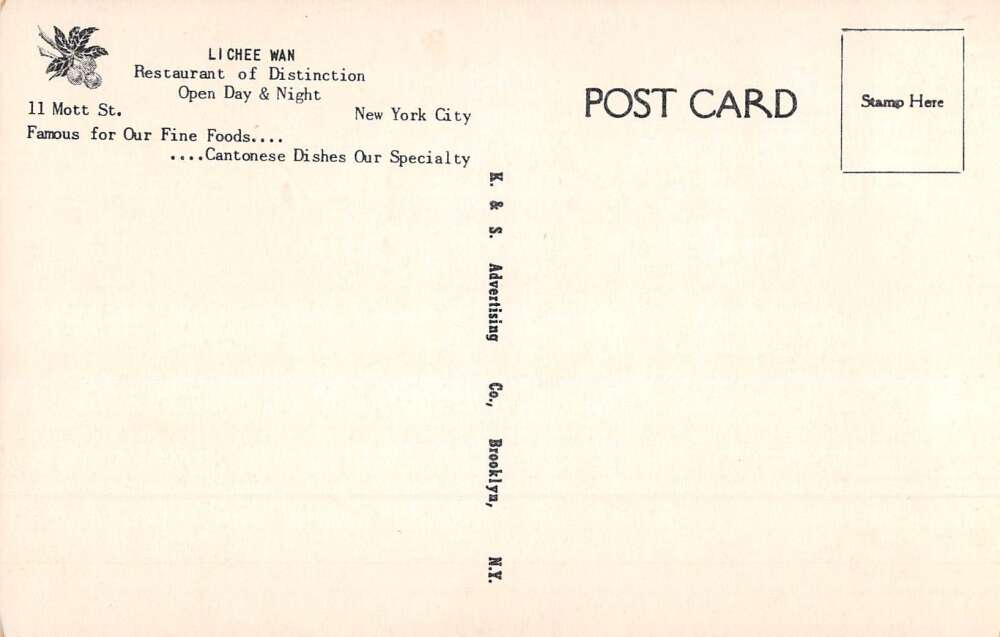 LICHEE WAN
Restaurant of Distinction
Open Day & Night
11 Mott St. New York City
Famous for Our Fine Foods....
....Cantonese Dishes Our Specialty
K. & S. Advertising Co., Brooklyn, N.Y.
POST CARD
Stamp Here